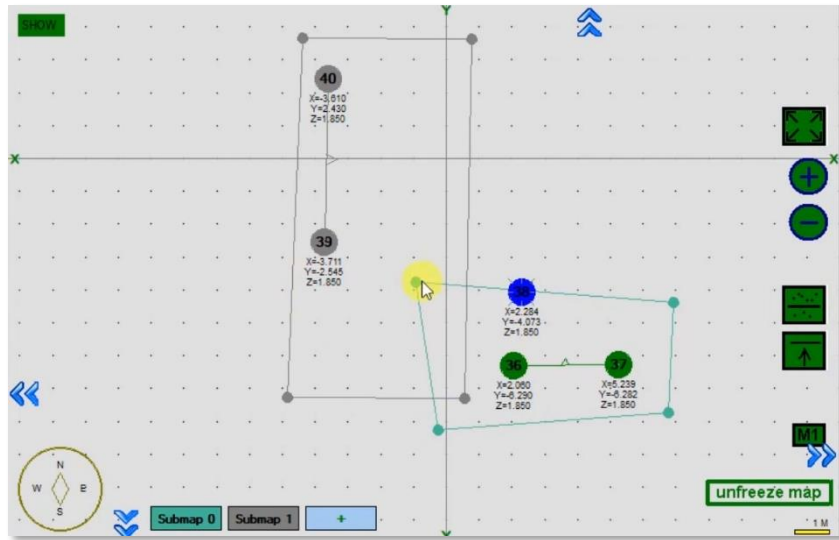 SHOW...
Y
40
X=-3.610
Y=2.430
Z=1.850
X
X
39
X=-3.711
Y=-2.545
Z=1.850
38
X=2.284
Y=-4.073
Z=1.850
36
X=2.060
Y=-6.290
Z=1.850
37
X=5.239
Y=-6.282
Z=1.850
M1
N
W
E
S
unfreeze map
Submap 0
Submap 1
+
1 M
Y